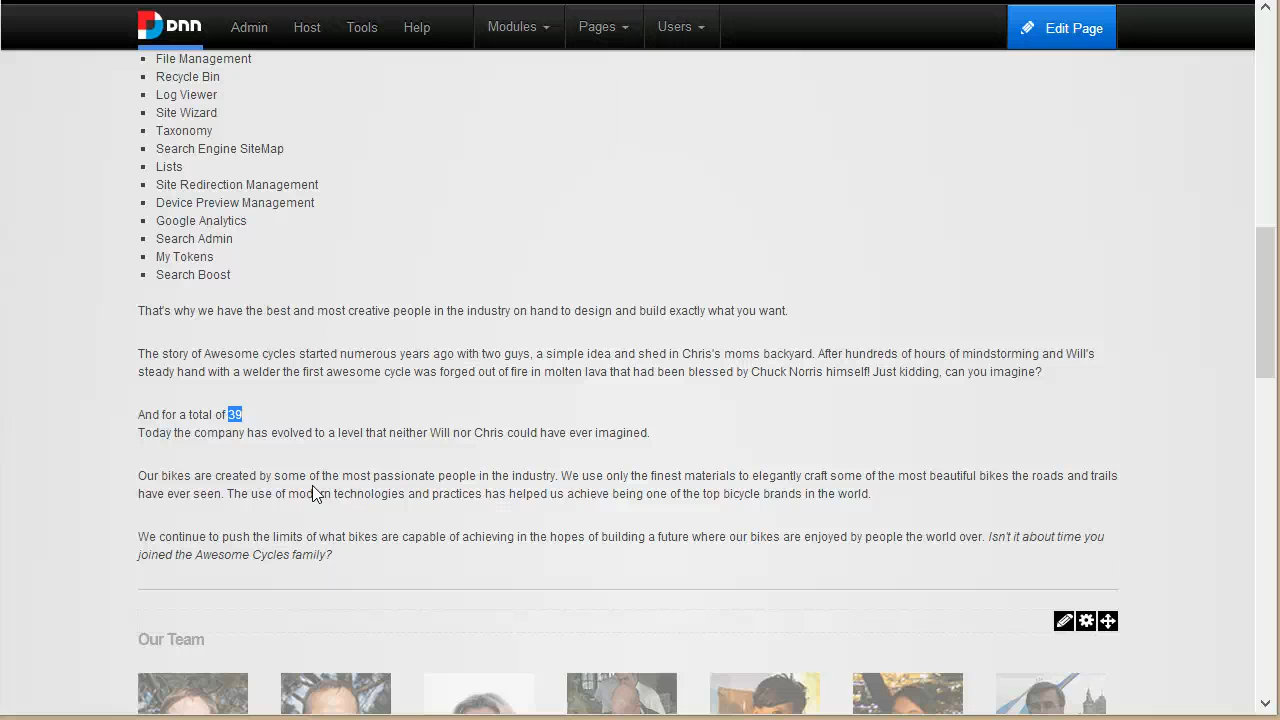 DNN Admin Host Tools Help Modules Pages Users Edit Page
File Management
Recycle Bin
Log Viewer
Site Wizard
Taxonomy
Search Engine SiteMap
Lists
Site Redirection Management
Device Preview Management
Google Analytics
Search Admin
My Tokens
Search Boost
That's why we have the best and most creative people in the industry on hand to design and build exactly what you want.
The story of Awesome cycles started numerous years ago with two guys, a simple idea and shed in Chris's moms backyard. After hundreds of hours of mindstorming and Will's
steady hand with a welder the first awesome cycle was forged out of fire in molten lava that had been blessed by Chuck Norris himself! Just kidding, can you imagine?
And for a total of 39
Today the company has evolved to a level that neither Will nor Chris could have ever imagined.
Our bikes are created by some of the most passionate people in the industry. We use only the finest materials to elegantly craft some of the most beautiful bikes the roads and trails
have ever seen. The use of modern technologies and practices has helped us achieve being one of the top bicycle brands in the world.
We continue to push the limits of what bikes are capable of achieving in the hopes of building a future where our bikes are enjoyed by people the world over. Isn't it about time you
joined the Awesome Cycles family?
Our Team